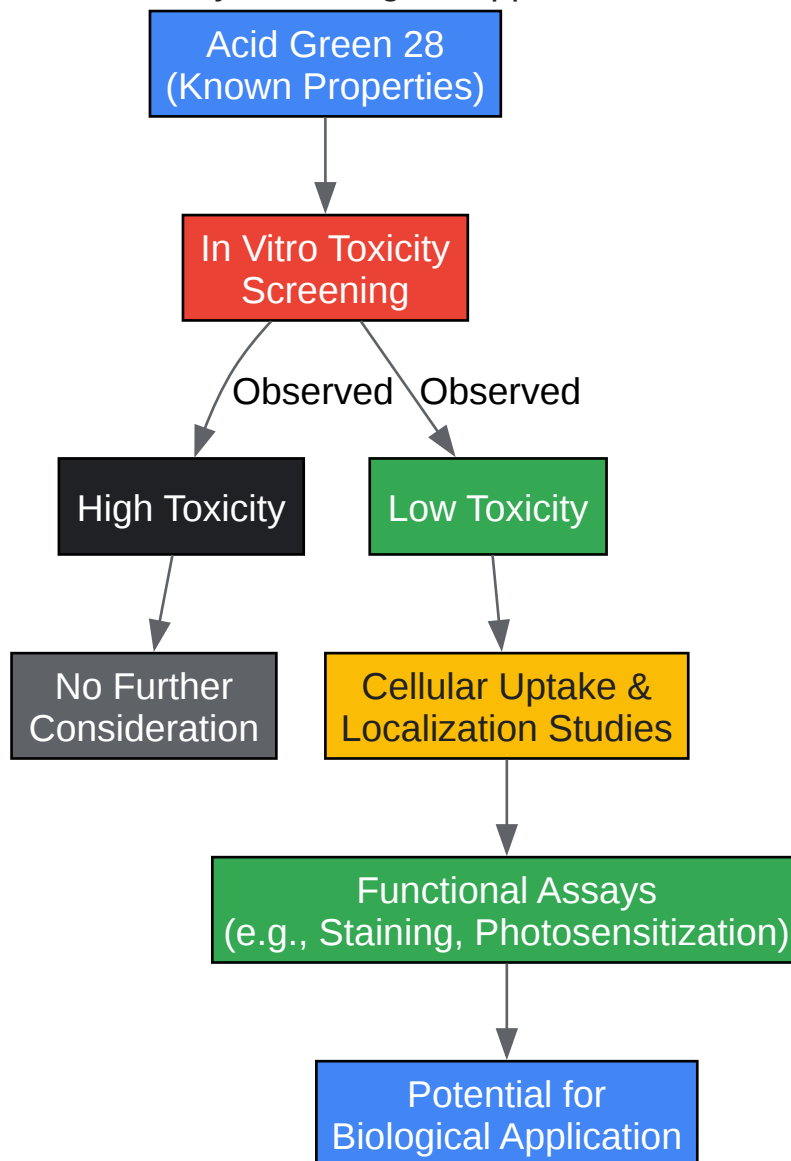 Acid Green 28
(Known Properties)
In Vitro Toxicity
Screening
Observed
Observed
High Toxicity
Low Toxicity
No Further
Consideration
Cellular Uptake &
Localization Studies
Functional Assays
(e.g., Staining, Photosensitization)
Potential for
Biological Application